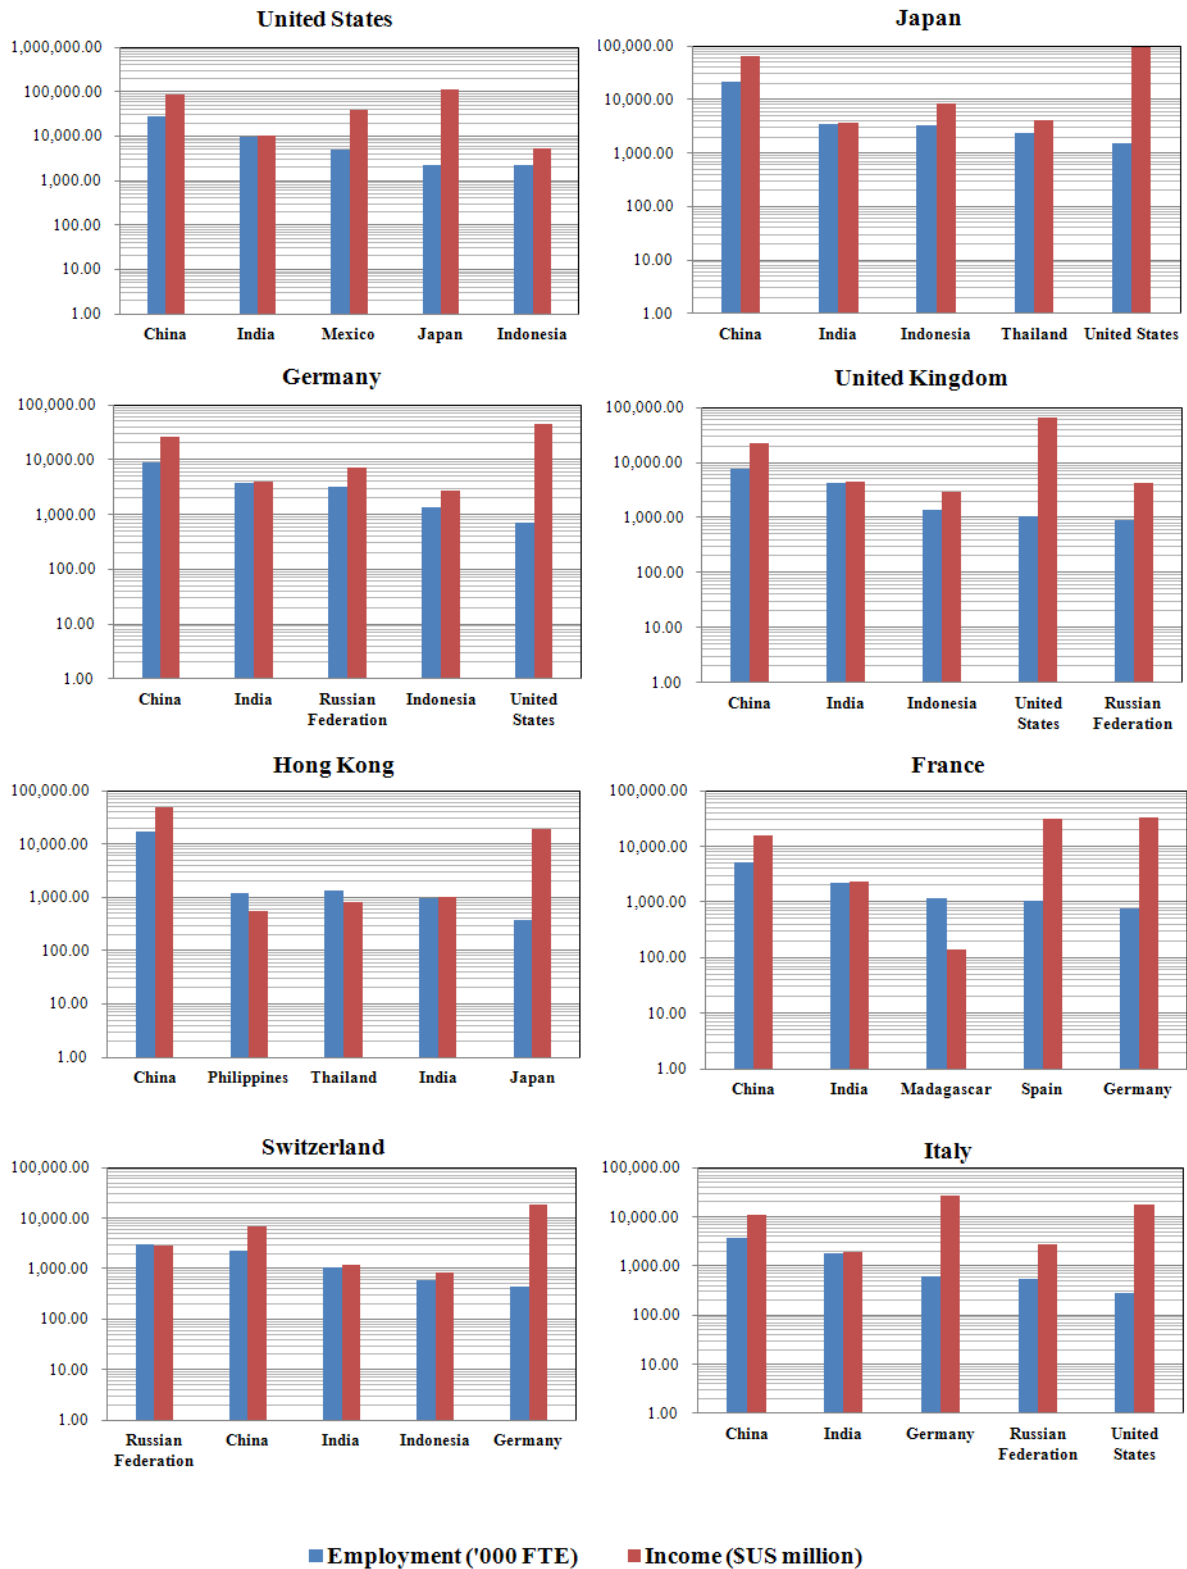 United States
1,000,000.00
100,000.00
10,000.00
1,000.00
100.00
10.00
1.00
China India Mexico Japan Indonesia
Japan
100,000.00
10,000.00
1,000.00
100.00
10.00
1.00
China India Indonesia Thailand United States
Germany
100,000.00
10,000.00
1,000.00
100.00
10.00
1.00
China India Russian Indonesia United
Federation States
United Kingdom
100,000.00
10,000.00
1,000.00
100.00
10.00
1.00
China India Indonesia United Russian
States Federation
Hong Kong
100,000.00
10,000.00
1,000.00
100.00
10.00
1.00
China Philippines Thailand India Japan
France
100,000.00
10,000.00
1,000.00
100.00
10.00
1.00
China India Madagascar Spain Germany
Switzerland
100,000.00
10,000.00
1,000.00
100.00
10.00
1.00
Russian China India Indonesia Germany
Federation
Italy
100,000.00
10,000.00
1,000.00
100.00
10.00
1.00
China India Germany Russian United
Federation States
Employment ('000 FTE) Income ($US million)